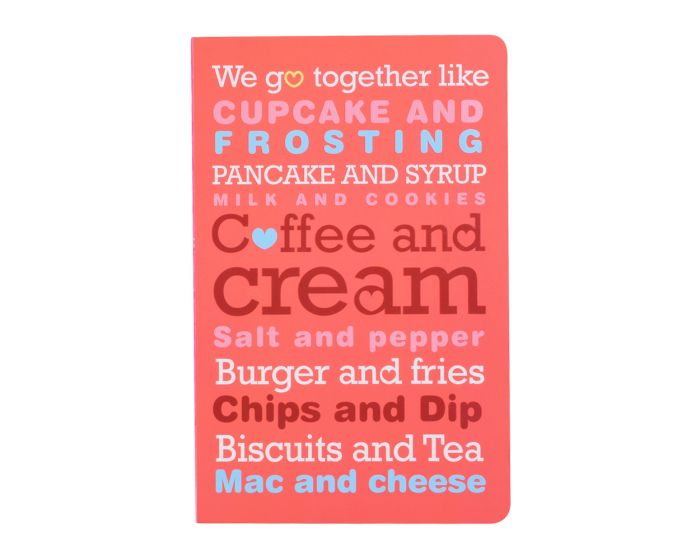 We go together like
CUPCAKE AND
FROSTING
PANCAKE AND SYRUP
MILK AND COOKIES
Coffee and
cream
Salt and pepper
Burger and fries
Chips and Dip
Biscuits and Tea
Mac and cheese